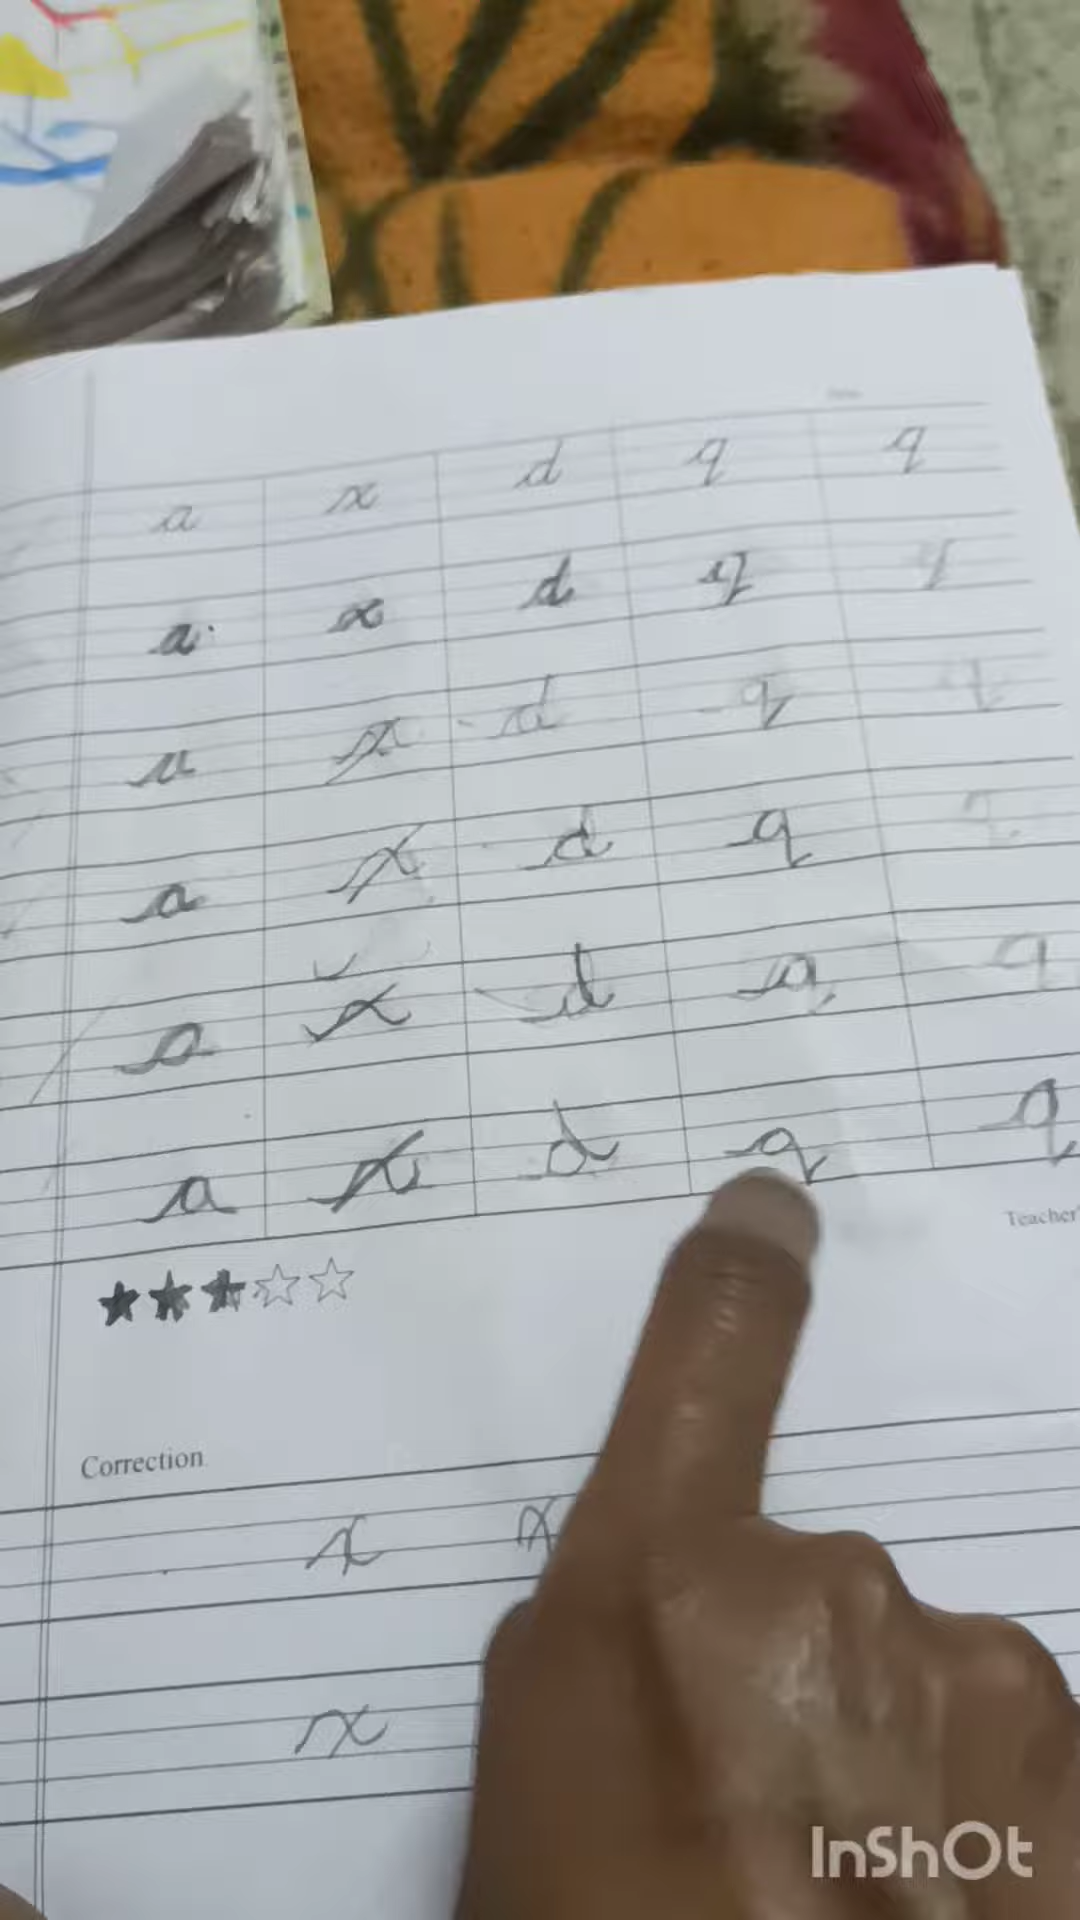 a x d q q
a x d q q
u x d q q
a x d q q
a x d q q
a x d q q
Teacher'
Correction
x x
x
InShOt